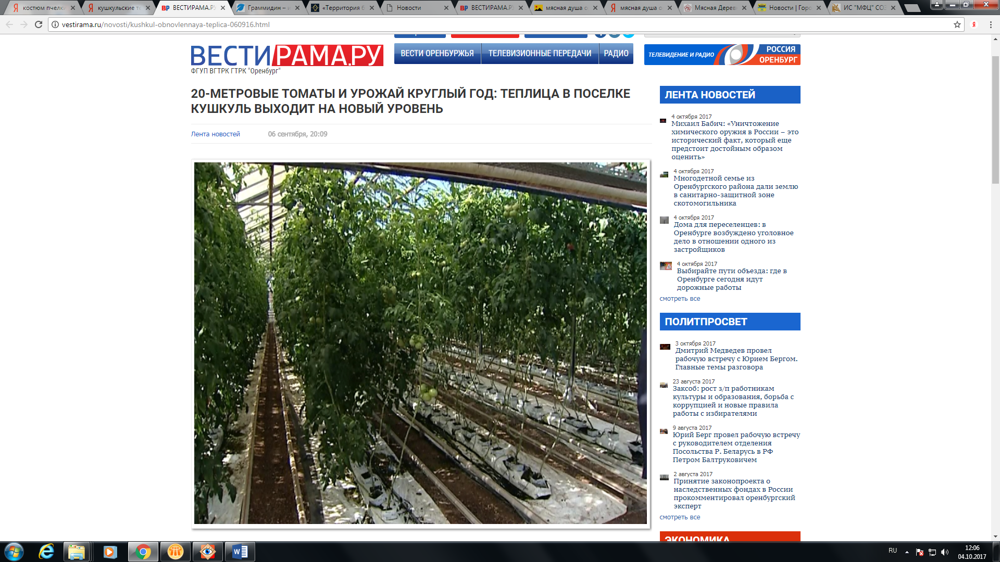 костюм пчелки
кушкульские те
ВЕСТИРАМА.РУ
Граммидин – и
«Территория б
Новости
ВЕСТИРАМА.РУ
мясная душа о
мясная душа о
Мясная Дерев
Новости | Горо
ИС "МФЦ" СОЗ
vestirama.ru/novosti/kushkul-obnovlennaya-teplica-060916.html
ВЕСТИРАМА.РУ
ФГУП ВГТРК ГТРК "Оренбург"
ВЕСТИ ОРЕНБУРЖЬЯ
ТЕЛЕВИЗИОННЫЕ ПЕРЕДАЧИ
РАДИО
ТЕЛЕВИДЕНИЕ И РАДИО
РОССИЯ
ОРЕНБУРГ
20-МЕТРОВЫЕ ТОМАТЫ И УРОЖАЙ КРУГЛЫЙ ГОД: ТЕПЛИЦА В ПОСЕЛКЕ
КУШКУЛЬ ВЫХОДИТ НА НОВЫЙ УРОВЕНЬ
Лента новостей
06 сентября, 20:09
ЛЕНТА НОВОСТЕЙ
4 октября 2017
Михаил Бабич: «Уничтожение
химического оружия в России – это
исторический факт, который еще
предстоит достойным образом
оценить»
4 октября 2017
Многодетной семье из
Оренбургского района дали землю
в санитарно-защитной зоне
скотомогильника
4 октября 2017
Дома для переселенцев: в
Оренбурге возбуждено уголовное
дело в отношении одного из
застройщиков
4 октября 2017
Выбирайте пути объезда: где в
Оренбурге сегодня идут
дорожные работы
смотреть все
ПОЛИТПРОСВЕТ
3 октября 2017
Дмитрий Медведев провел
рабочую встречу с Юрием Бергом.
Главные темы разговора
23 августа 2017
Заксоб: рост з/п работникам
культуры и образования, борьба с
коррупцией и новые правила
работы с избирателями
9 августа 2017
Юрий Берг провел рабочую встречу
с руководителем отделения
Посольства Р. Беларусь в РФ
Петром Балтруковичем
2 августа 2017
Принятие законопроекта о
наследственных фондах в России
прокомментировал оренбургский
эксперт
смотреть все
ЭКОНОМИКА
RU
12:06
04.10.2017